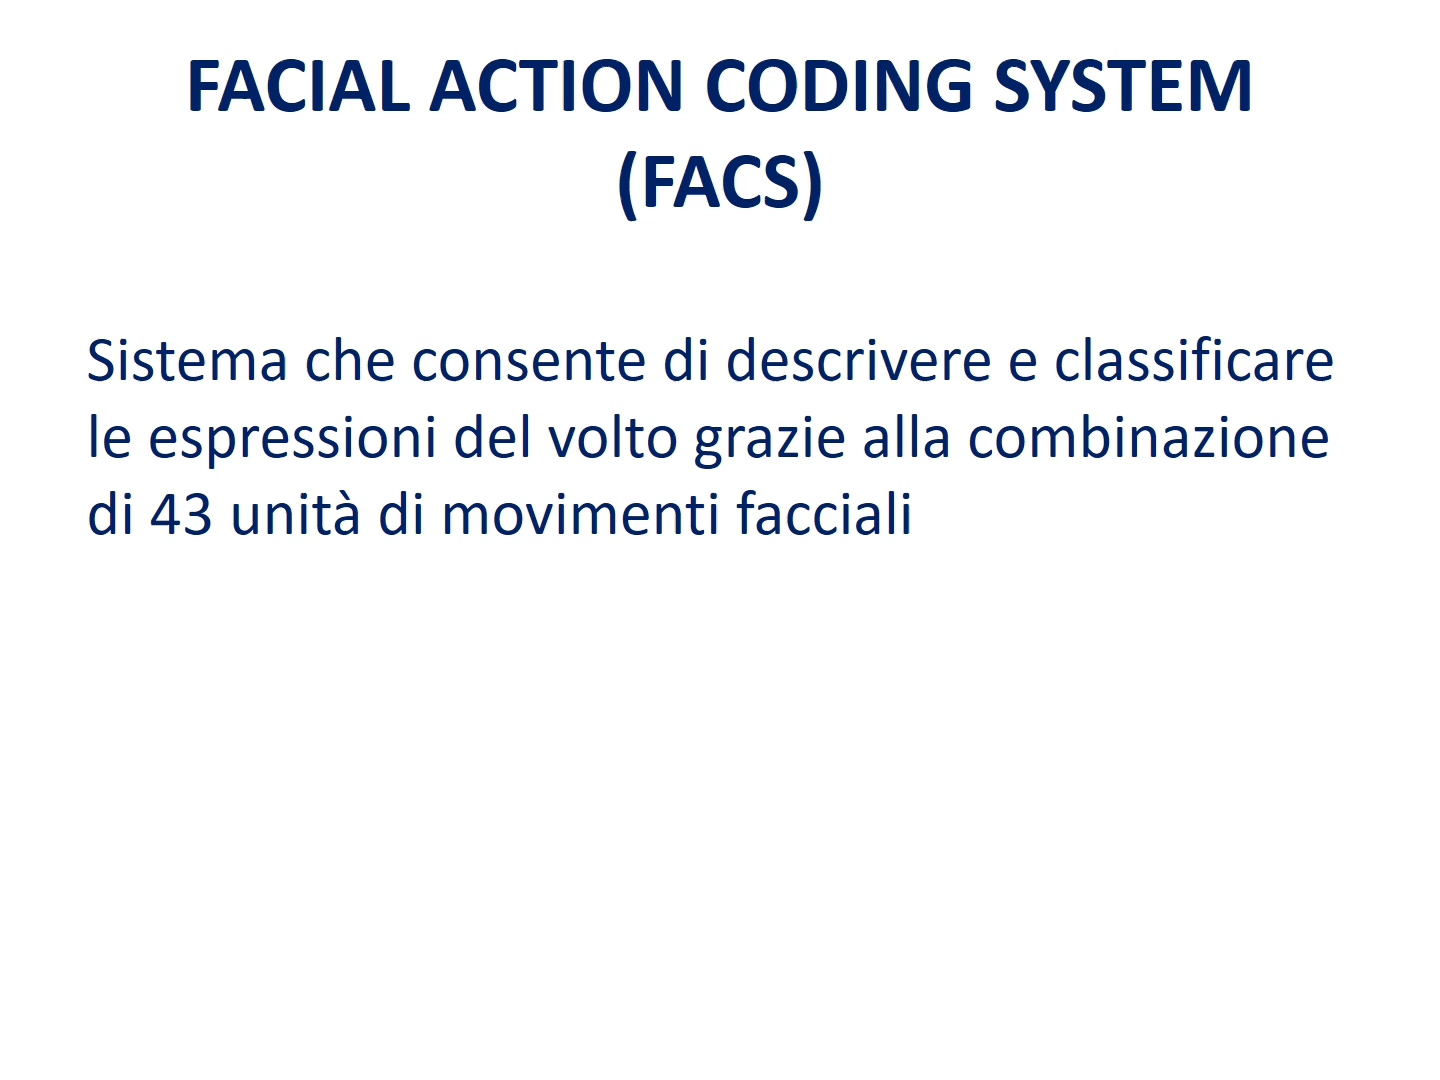 FACIAL ACTION CODING SYSTEM
(FACS)
Sistema che consente di descrivere e classificare
le espressioni del volto grazie alla combinazione
di 43 unità di movimenti facciali